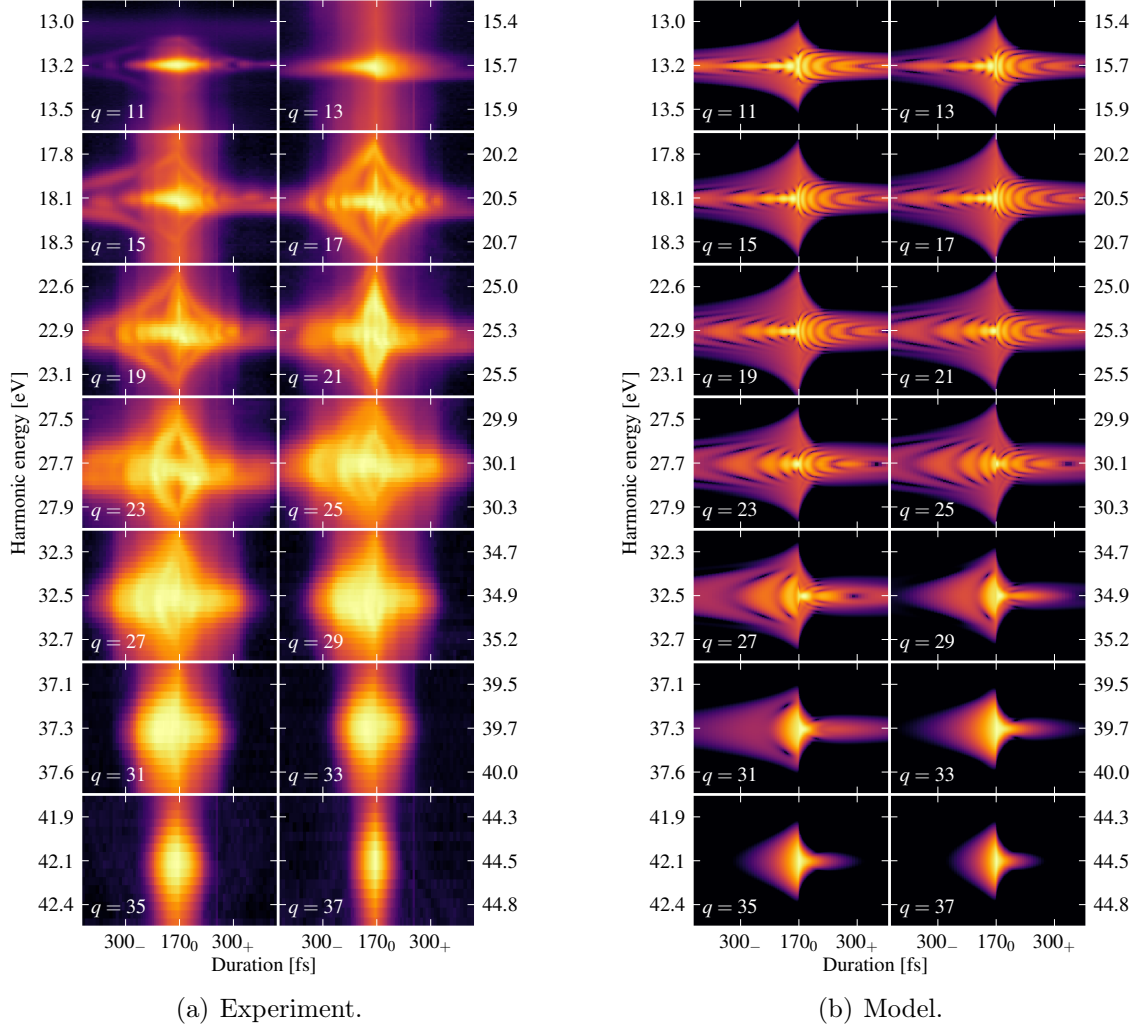 13.0
13.2
13.5
q = 11
q = 13
15.4
15.7
15.9
17.8
18.1
18.3
q = 15
q = 17
20.2
20.5
20.7
22.6
22.9
23.1
q = 19
q = 21
25.0
25.3
25.5
27.5
27.7
27.9
q = 23
q = 25
29.9
30.1
30.3
32.3
32.5
32.7
q = 27
q = 29
34.7
34.9
35.2
37.1
37.3
37.6
q = 31
q = 33
39.5
39.7
40.0
41.9
42.1
42.4
q = 35
q = 37
44.3
44.5
44.8
Harmonic energy [eV]
300₋ 170₀ 300₊ 300₋ 170₀ 300₊
Duration [fs]
(a) Experiment.
13.0
13.2
13.5
q = 11
q = 13
15.4
15.7
15.9
17.8
18.1
18.3
q = 15
q = 17
20.2
20.5
20.7
22.6
22.9
23.1
q = 19
q = 21
25.0
25.3
25.5
27.5
27.7
27.9
q = 23
q = 25
29.9
30.1
30.3
32.3
32.5
32.7
q = 27
q = 29
34.7
34.9
35.2
37.1
37.3
37.6
q = 31
q = 33
39.5
39.7
40.0
41.9
42.1
42.4
q = 35
q = 37
44.3
44.5
44.8
Harmonic energy [eV]
300₋ 170₀ 300₊ 300₋ 170₀ 300₊
Duration [fs]
(b) Model.